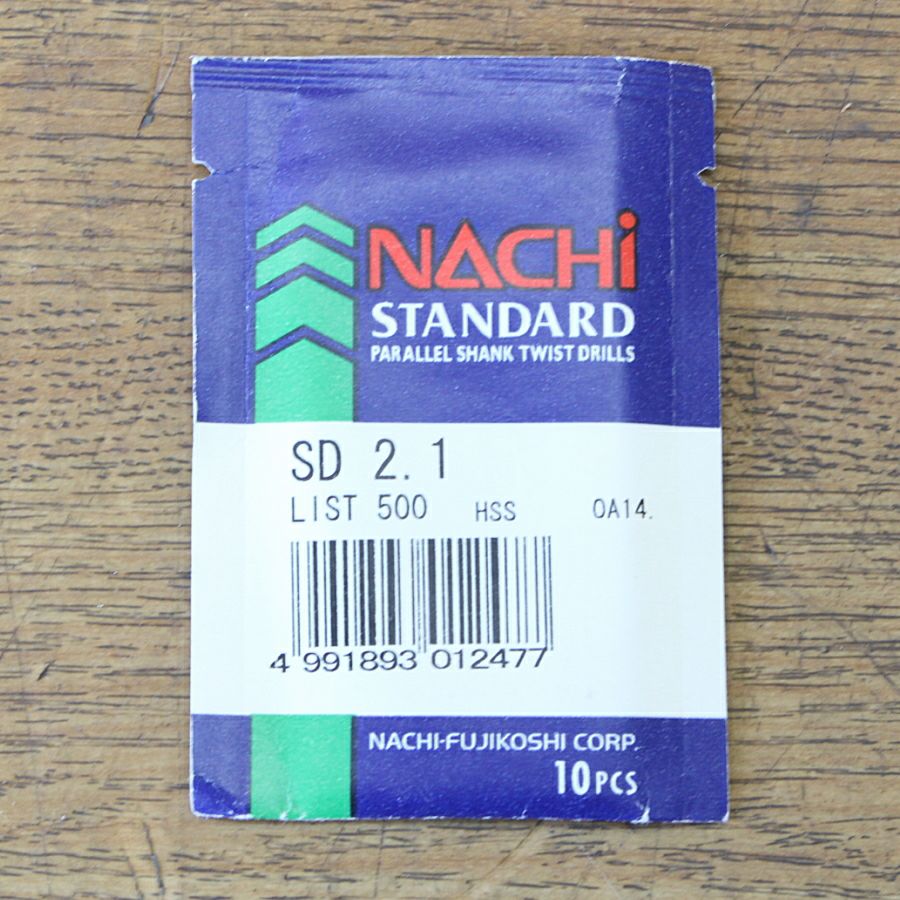 NACHi
STANDARD
PARALLEL SHANK TWIST DRILLS
SD 2.1
LIST 500 HSS OA14.
4 991893 012477
NACHI-FUJIKOSHI CORP.
10PCS